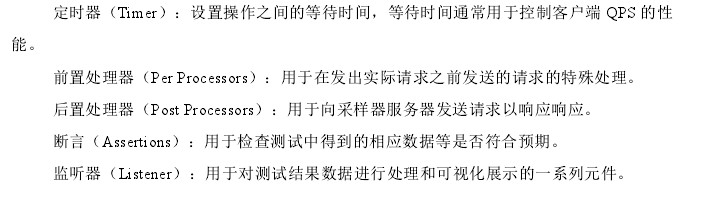 定时器（Timer）：设置操作之间的等待时间，等待时间通常用于控制客户端 QPS 的性
能。
前置处理器（Per Processors）：用于在发出实际请求之前发送的请求的特殊处理。
后置处理器（Post Processors）：用于向采样器服务器发送请求以响应响应。
断言（Assertions）：用于检查测试中得到的相应数据等是否符合预期。
监听器（Listener）：用于对测试结果数据进行处理和可视化展示的一系列元件。